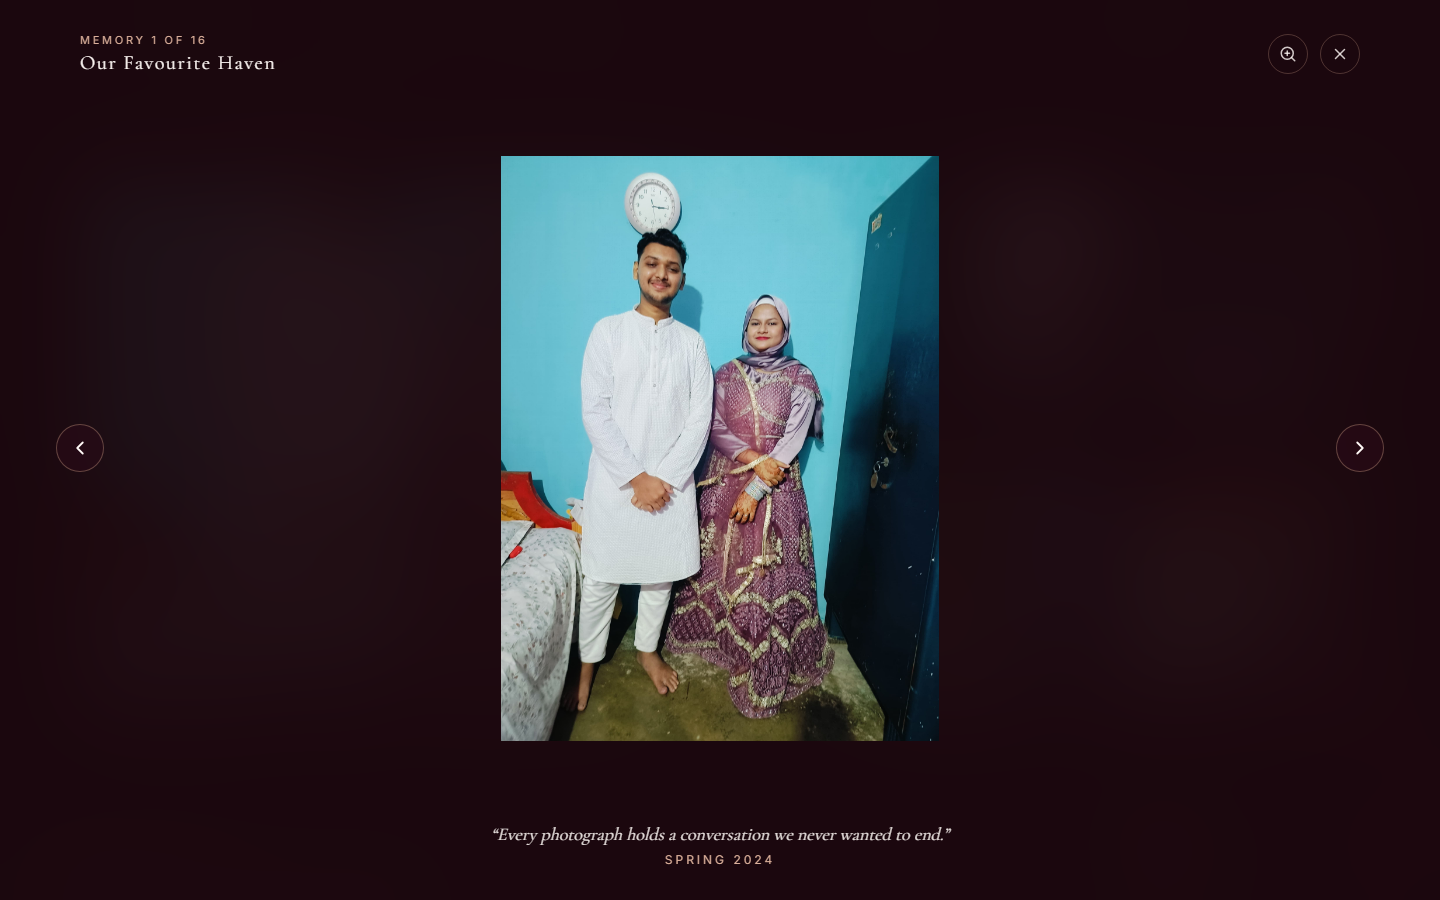 MEMORY 1 OF 16
Our Favourite Haven
“Every photograph holds a conversation we never wanted to end.”
SPRING 2024